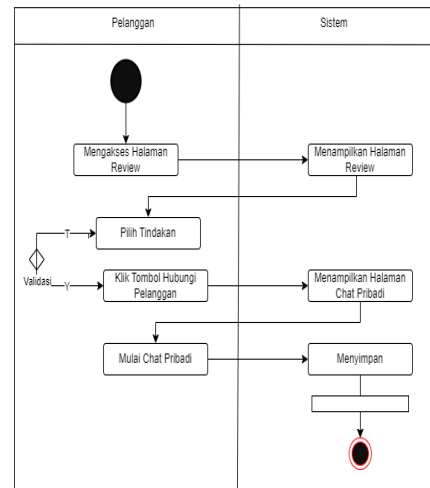 Pelanggan
Sistem
Mengakses Halaman
Review
Menampilkan Halaman
Review
T
Pilih Tindakan
Validasi
Y
Klik Tombol Hubungi
Pelanggan
Menampilkan Halaman
Chat Pribadi
Mulai Chat Pribadi
Menyimpan